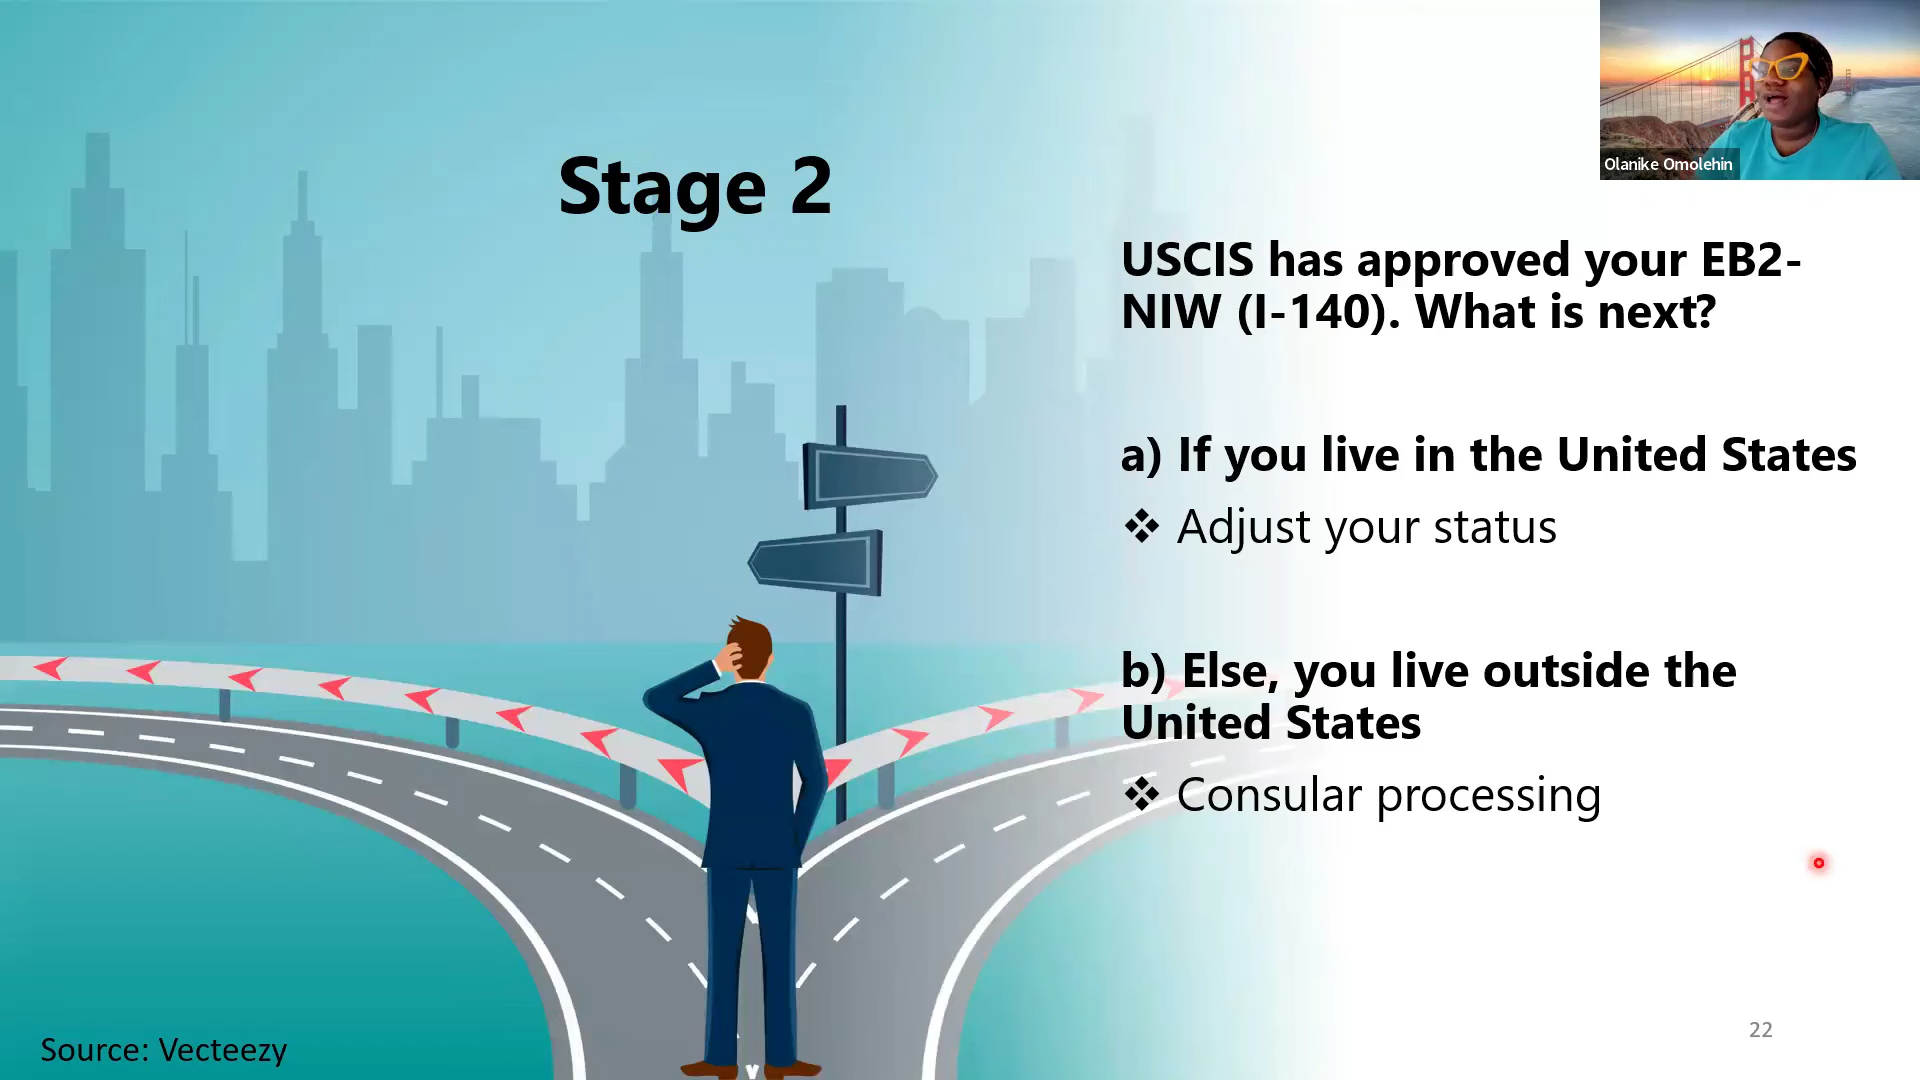 Olanike Omolehin
Stage 2
USCIS has approved your EB2-
NIW (I-140). What is next?
a) If you live in the United States
❖ Adjust your status
b) Else, you live outside the
United States
❖ Consular processing
22
Source: Vecteezy